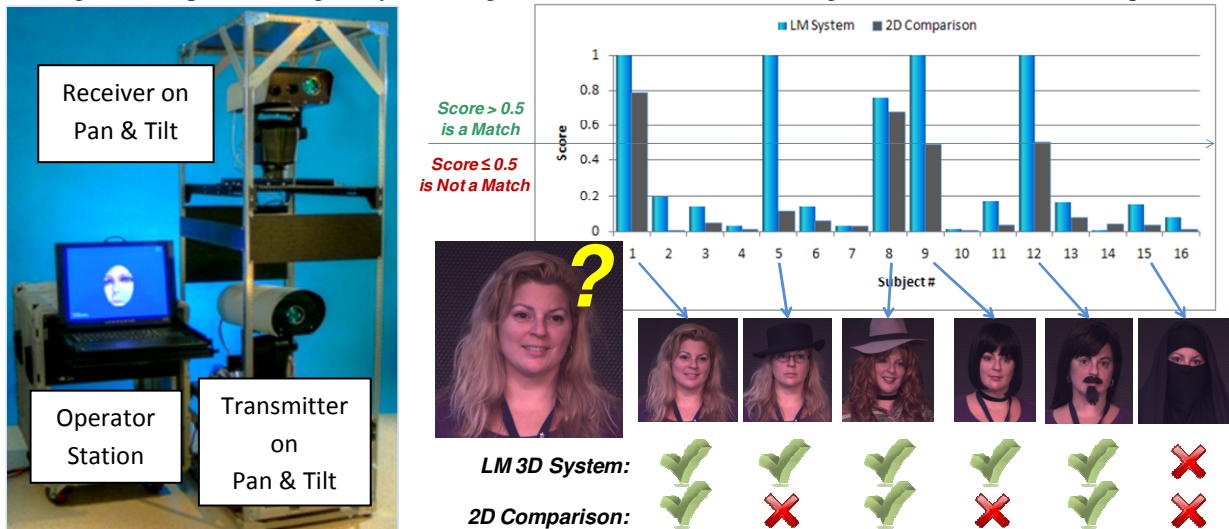 Receiver on
Pan & Tilt
Operator
Station
Transmitter
on
Pan & Tilt
LM System 2D Comparison
Score > 0.5
is a Match
Score ≤ 0.5
is Not a Match
Score
1
0.8
0.6
0.4
0.2
0
1 2 3 4 5 6 7 8 9 10 11 12 13 14 15 16
Subject #
?
LM 3D System:
2D Comparison: